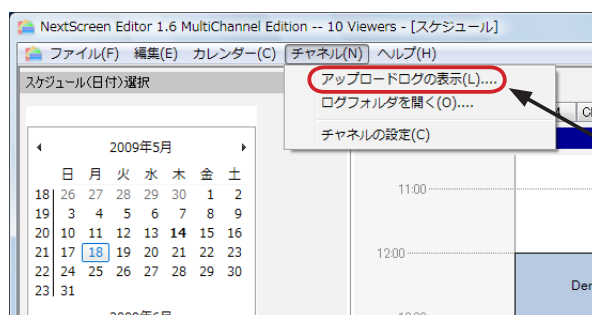 NextScreen Editor 1.6 MultiChannel Edition -- 10 Viewers - [スケジュール]
ファイル(F) 編集(E) カレンダー(C) チャネル(N) ヘルプ(H)
スケジュール(日付)選択
アップロードログの表示(L)....
ログフォルダを開く(O)....
チャネルの設定(C)
2009年5月
日 月 火 水 木 金 土
18 26 27 28 29 30 1 2
19 3 4 5 6 7 8 9
20 10 11 12 13 14 15 16
21 17 18 19 20 21 22 23
22 24 25 26 27 28 29 30
23 31
11:00
12:00